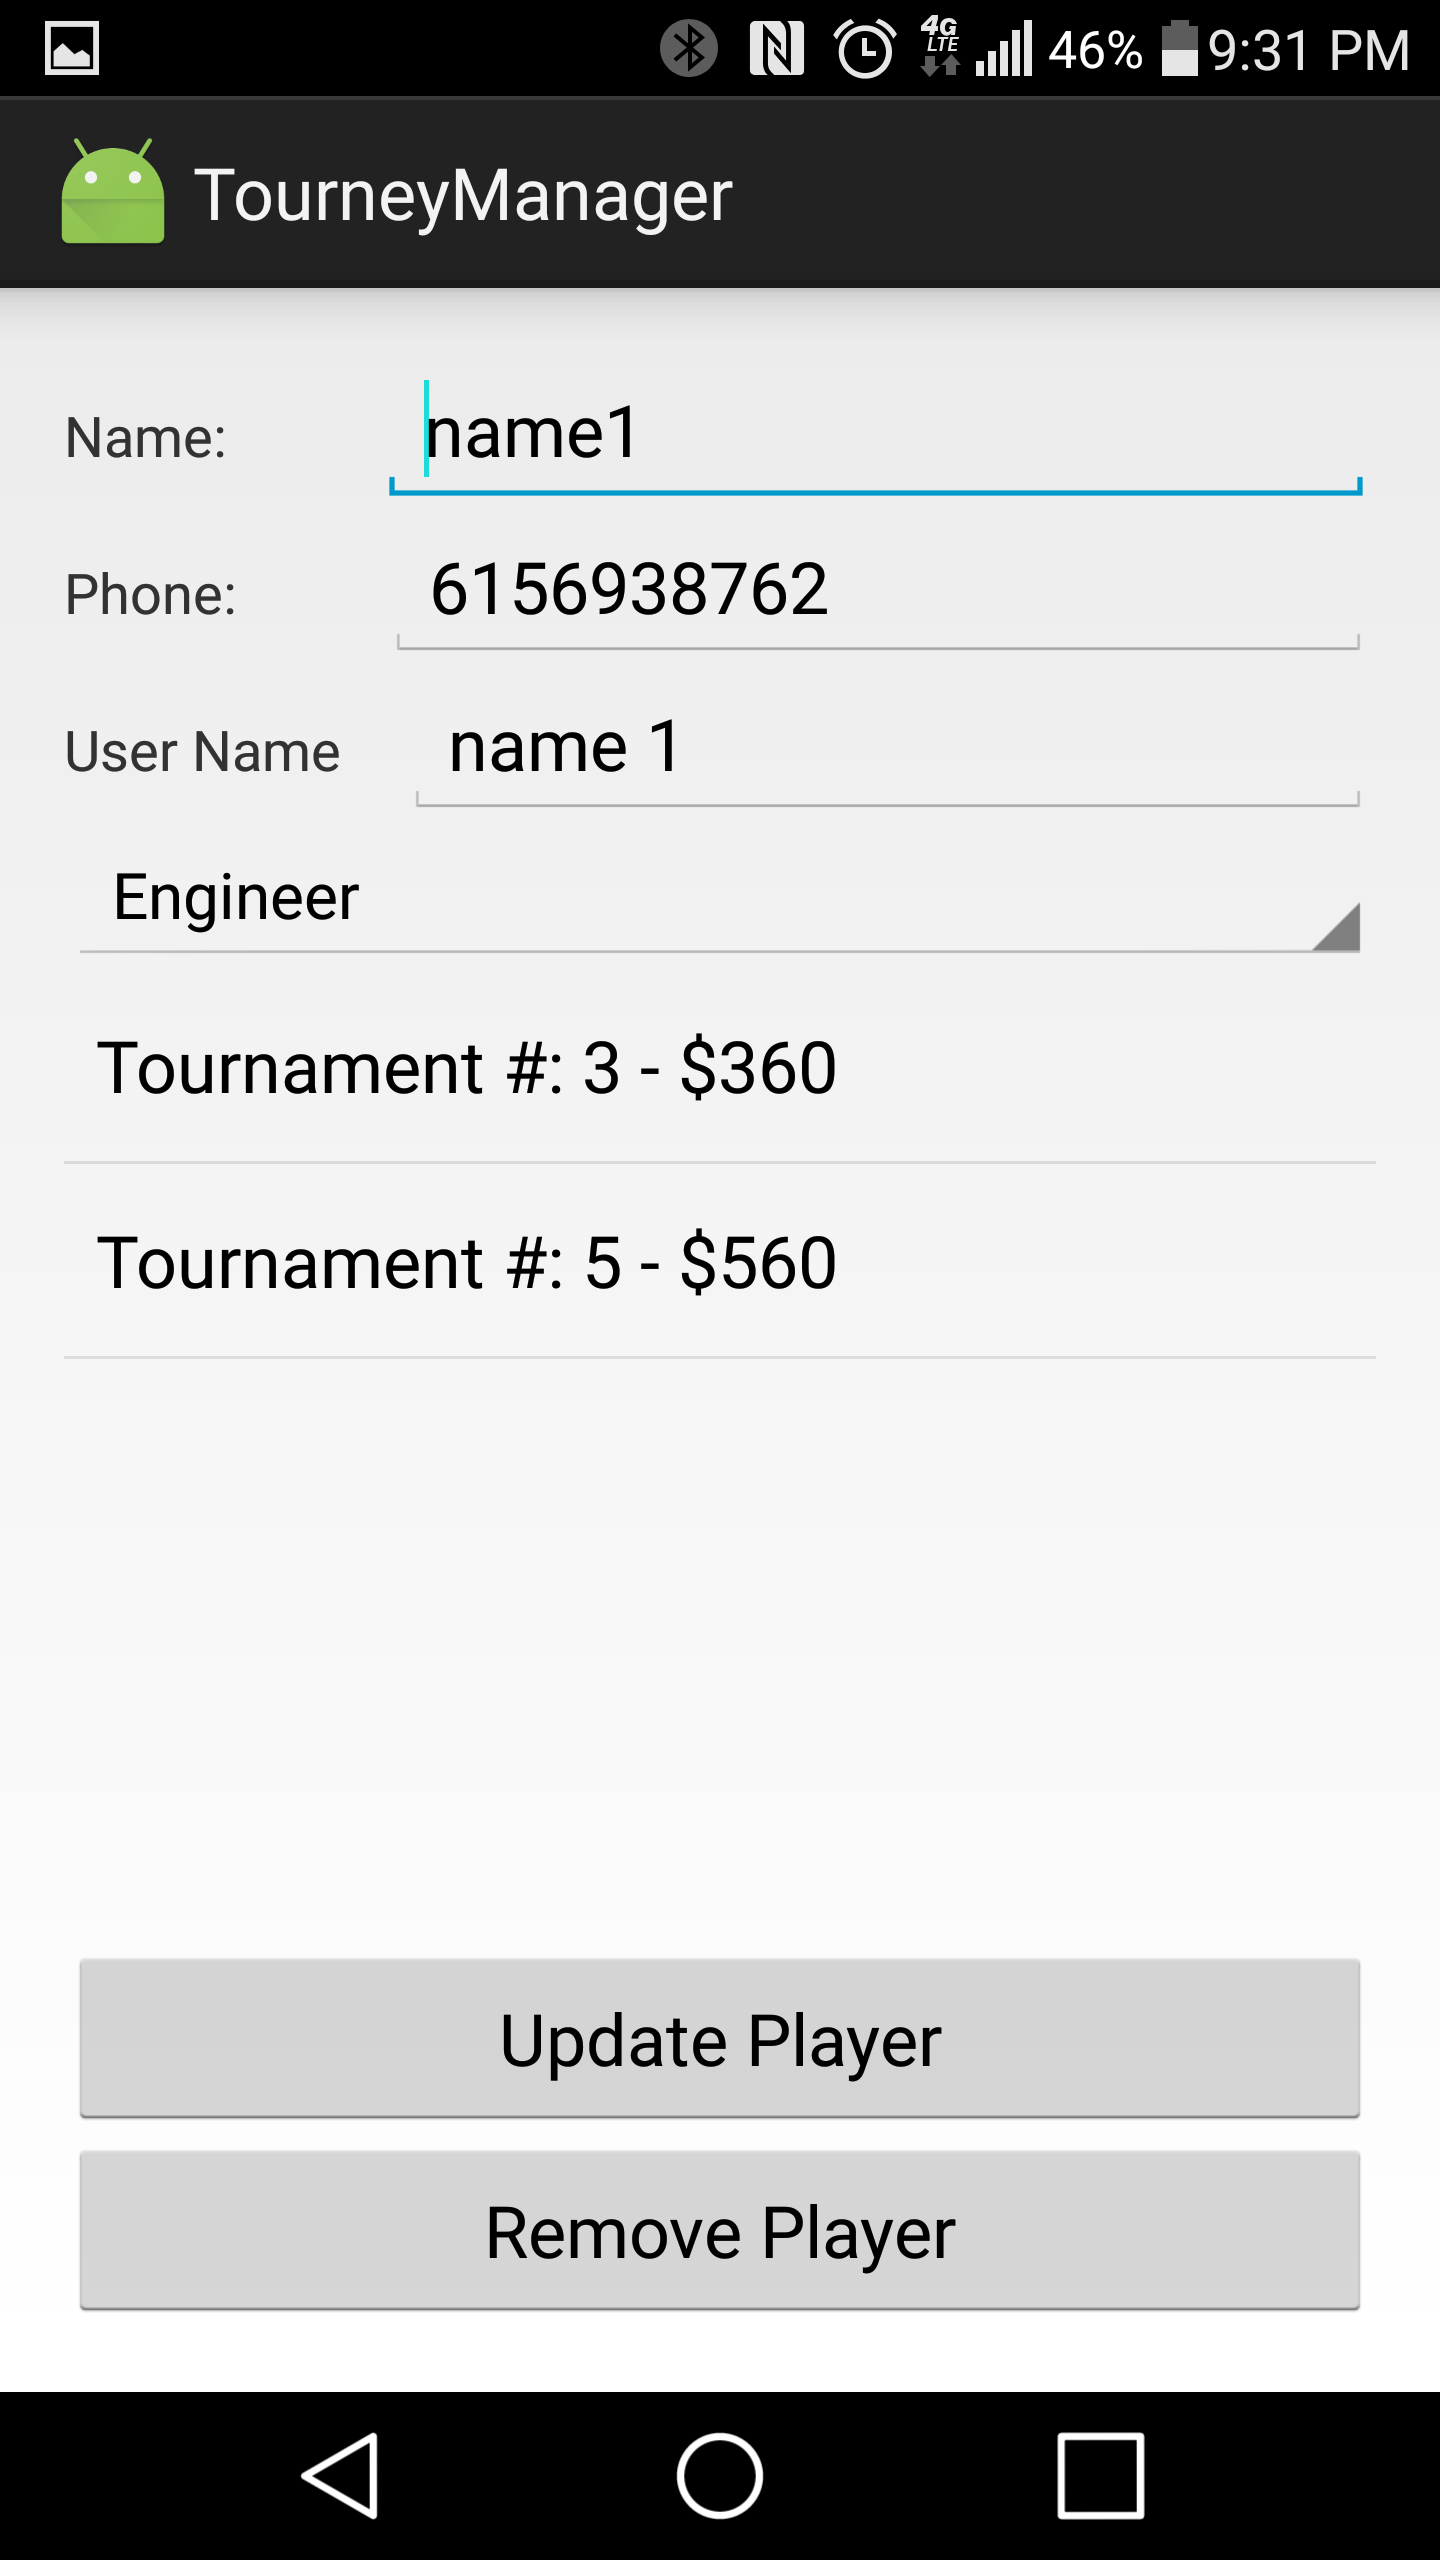 4G LTE 46% 9:31 PM
TourneyManager
Name: name1
Phone: 6156938762
User Name name 1
Engineer
Tournament #: 3 - $360
Tournament #: 5 - $560
Update Player
Remove Player